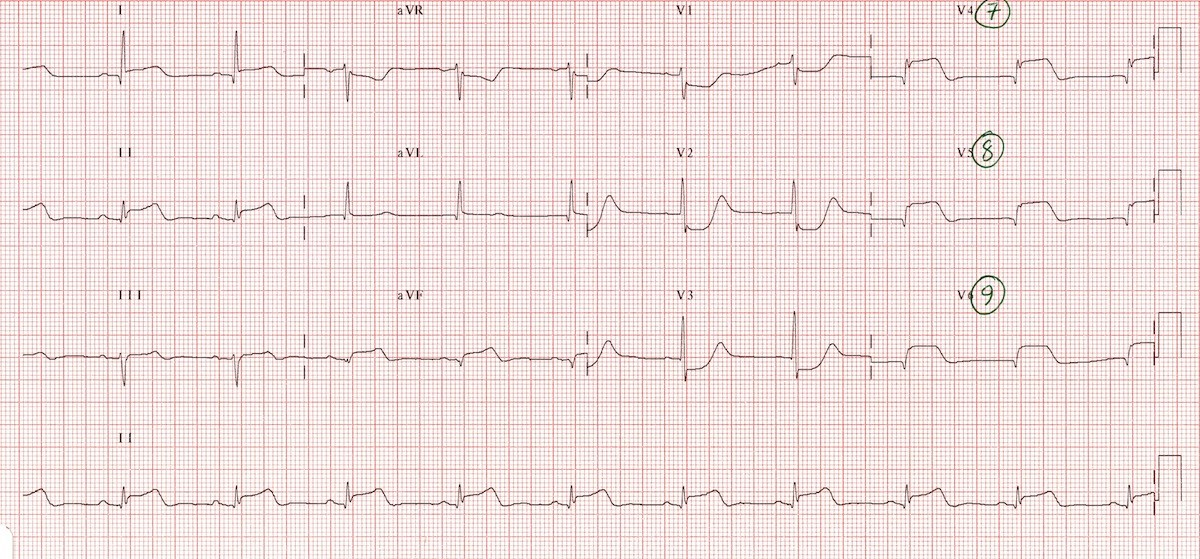 I aVR V1 V4 7
II aVL V2 V5 8
III aVF V3 V6 9
II